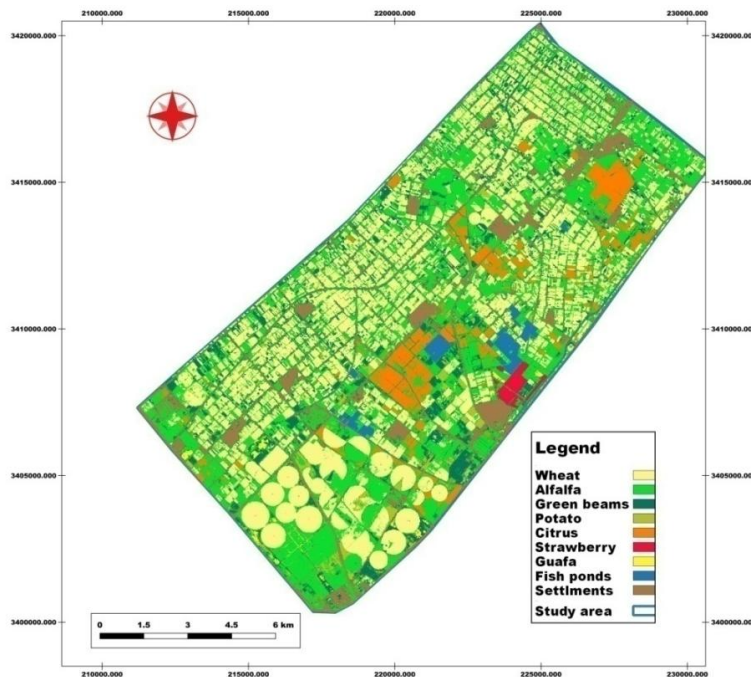 210000.000 215000.000 220000.000 225000.000 230000.000
3420000.000 3420000.000
3415000.000 3415000.000
3410000.000 3410000.000
Legend
Wheat
3405000.000 3405000.000
Alfalfa
Green beams
Potato
Citrus
Strawberry
Guafa
Fish ponds
Settlments
Study area
3400000.000 3400000.000
0 1.5 3 4.5 6 km
210000.000 215000.000 220000.000 225000.000 230000.000